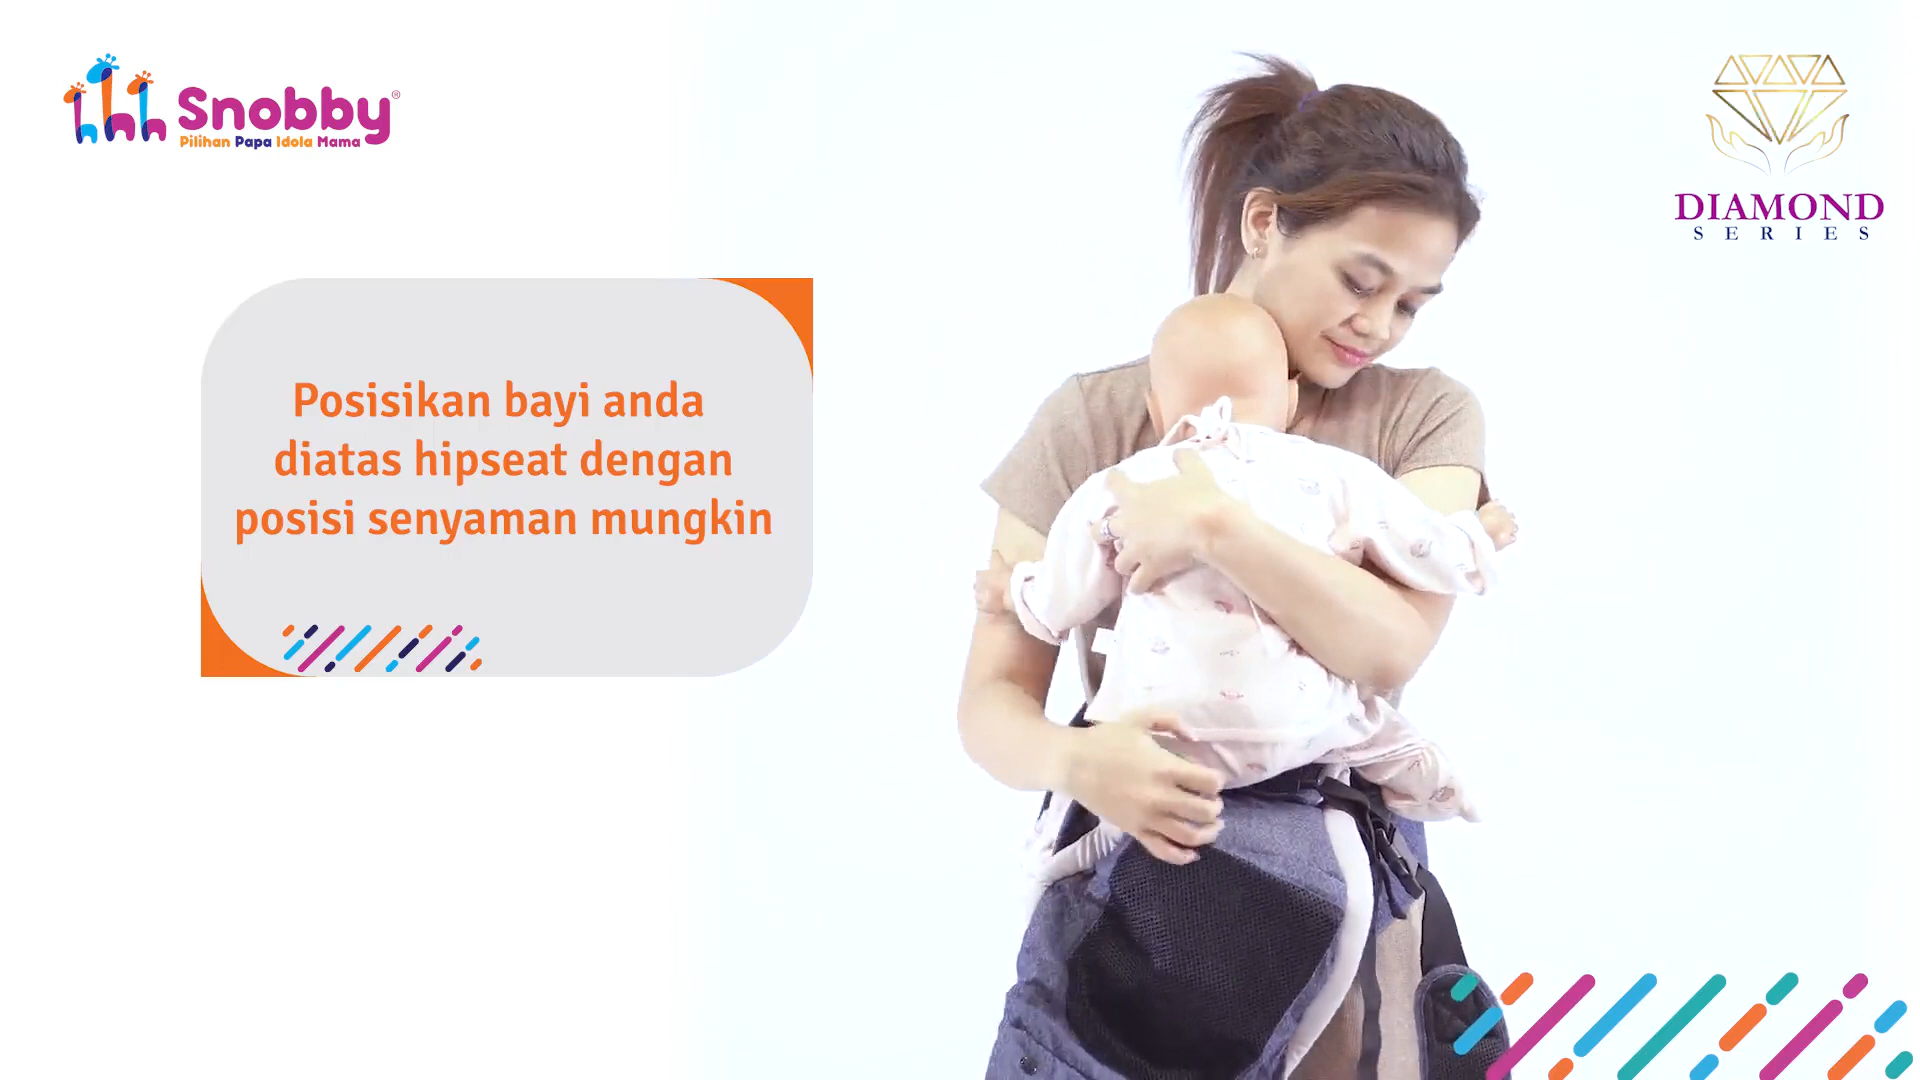 Snobby®
Pilihan Papa Idola Mama
DIAMOND
SERIES
Posisikan bayi anda
diatas hipseat dengan
posisi senyaman mungkin